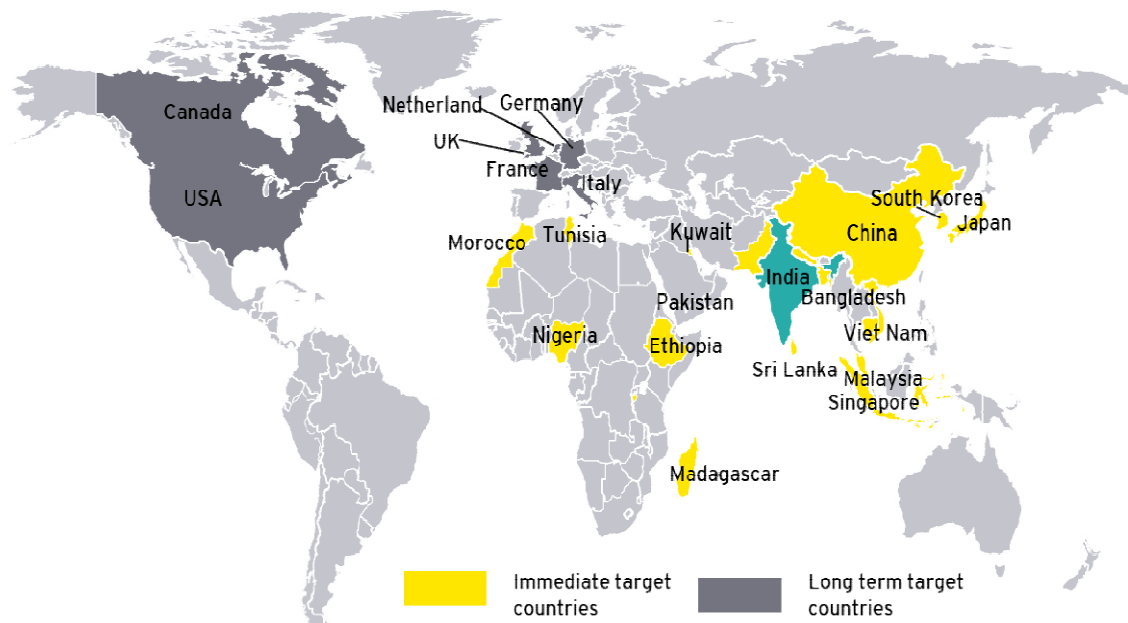 Canada
Netherland
Germany
UK
France
USA
Italy
South Korea
Japan
Morocco
Tunisia
Kuwait
China
India
Bangladesh
Pakistan
Nigeria
Ethiopia
Viet Nam
Sri Lanka
Malaysia
Singapore
Madagascar
Immediate target
countries
Long term target
countries